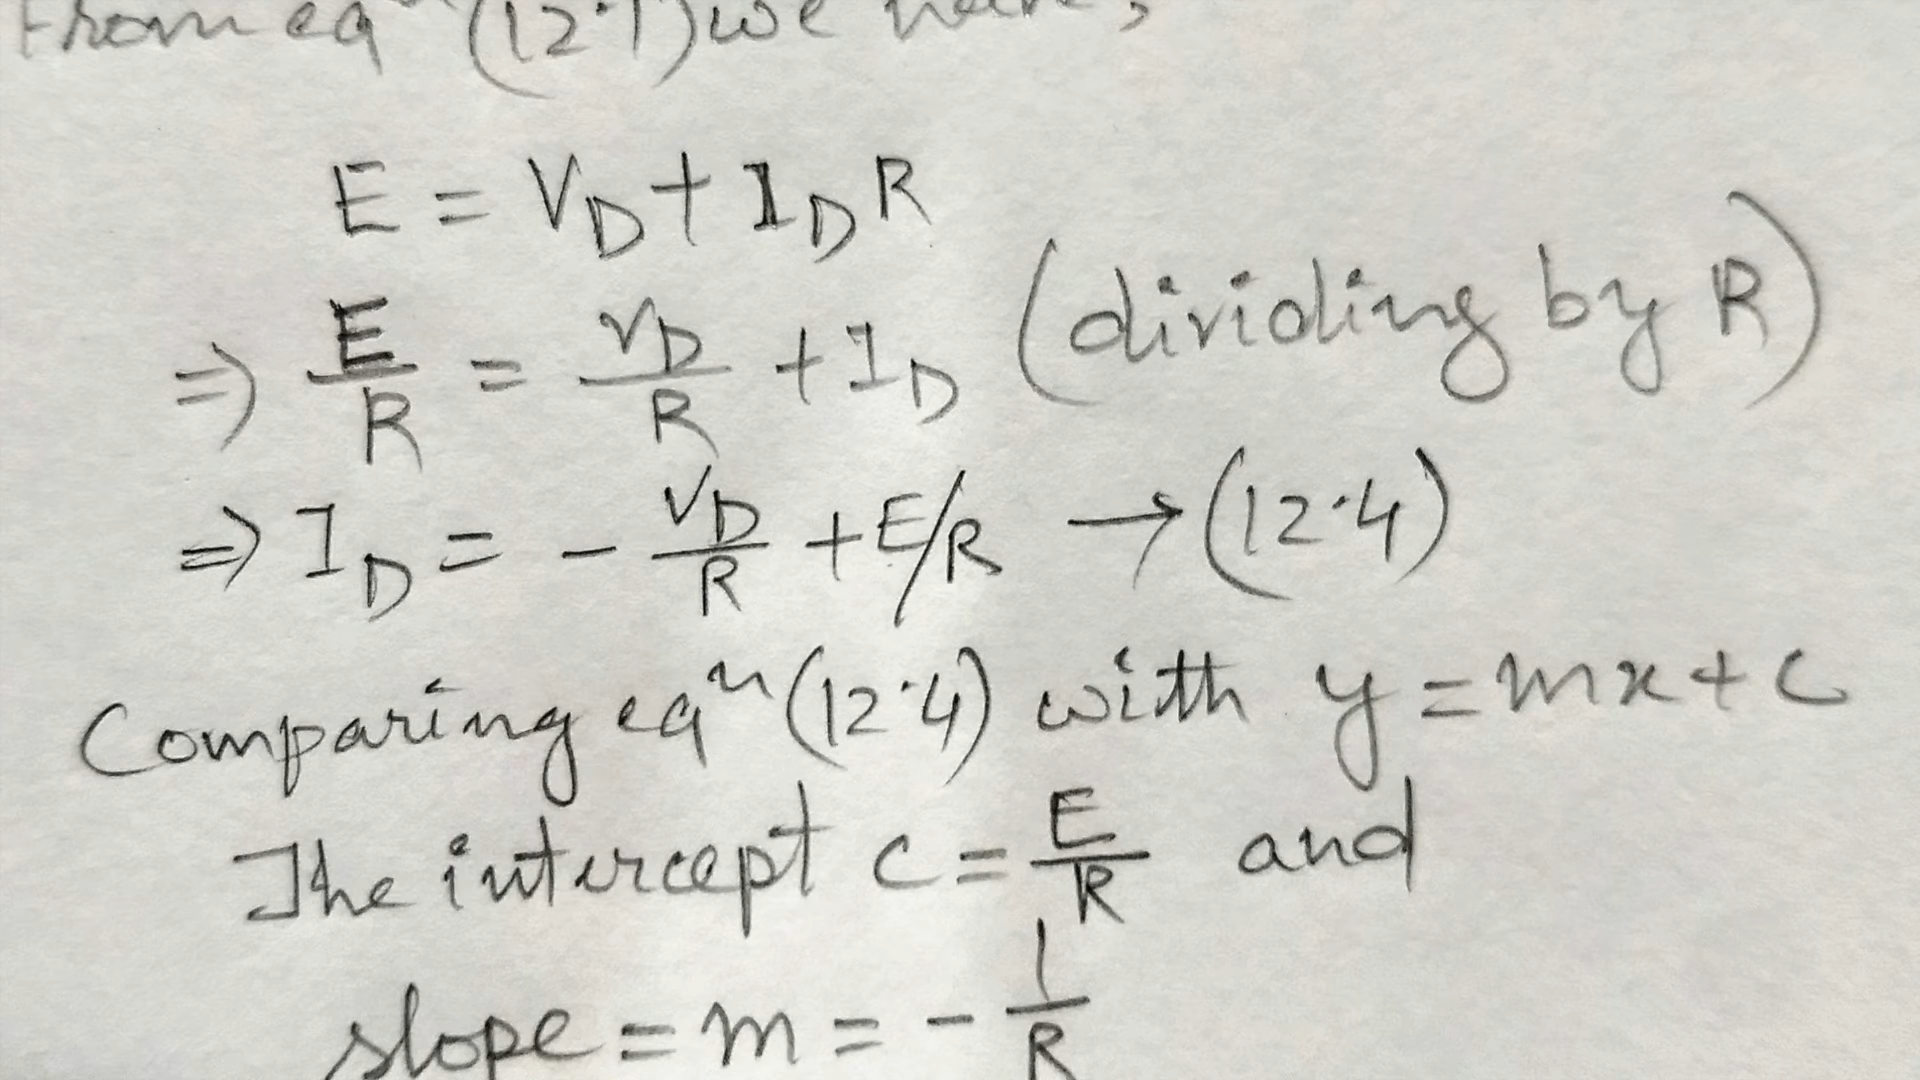 From eqⁿ (12.1) we have,
E = V_D + I_D R
⇒ E/R = V_D/R + I_D (dividing by R)
⇒ I_D = - V_D/R + E/R → (12.4)
Comparing eqⁿ (12.4) with y = mx + c
The intercept c = E/R and
slope = m = - 1/R